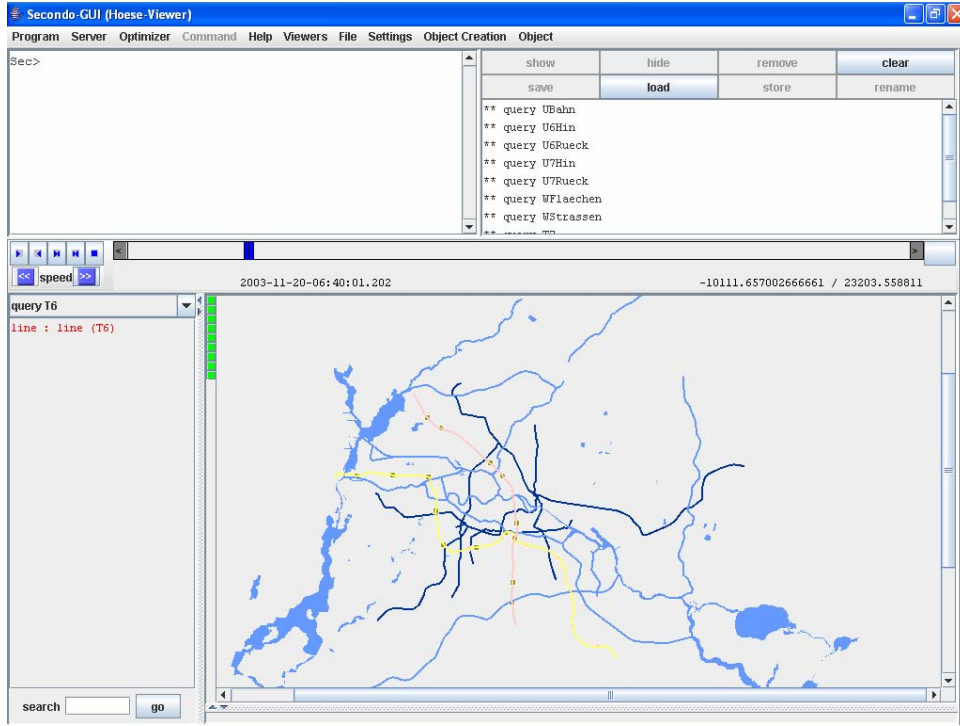 Secondo-GUI (Hoese-Viewer)
Program Server Optimizer Command Help Viewers File Settings Object Creation Object
Sec>
show hide remove clear
save load store rename
** query UBahn
** query U6Hin
** query U6Rueck
** query U7Hin
** query U7Rueck
** query WFlaechen
** query WStrassen
< >
<< speed >>
2003-11-20-06:40:01.202 -10111.657002666661 / 23203.558811
query T6
line : line (T6)
search go